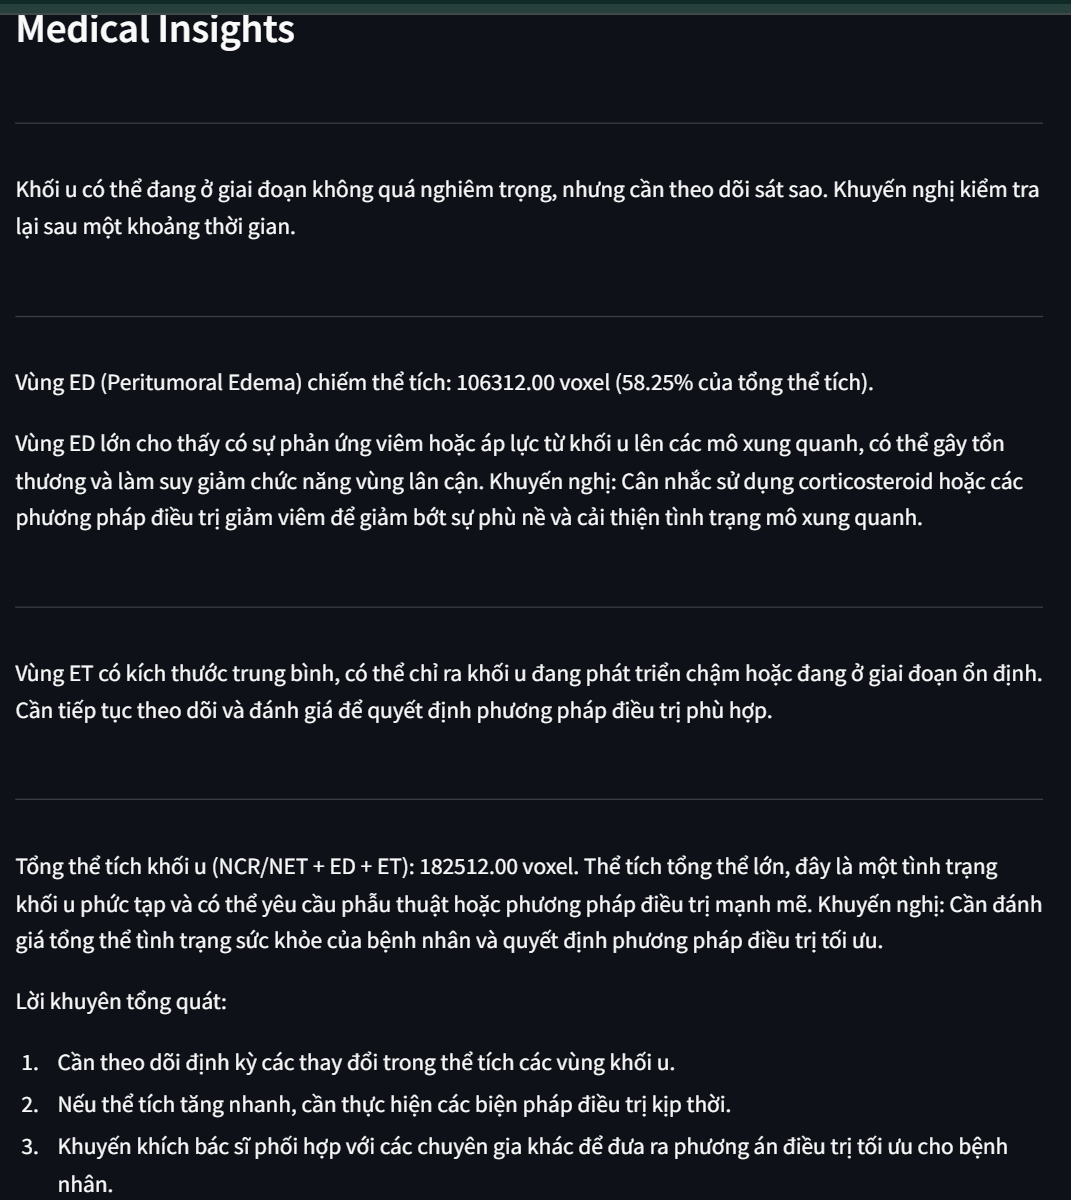 Medical Insights
Khối u có thể đang ở giai đoạn không quá nghiêm trọng, nhưng cần theo dõi sát sao. Khuyến nghị kiểm tra
lại sau một khoảng thời gian.
Vùng ED (Peritumoral Edema) chiếm thể tích: 106312.00 voxel (58.25% của tổng thể tích).
Vùng ED lớn cho thấy có sự phản ứng viêm hoặc áp lực từ khối u lên các mô xung quanh, có thể gây tổn
thương và làm suy giảm chức năng vùng lân cận. Khuyến nghị: Cân nhắc sử dụng corticosteroid hoặc các
phương pháp điều trị giảm viêm để giảm bớt sự phù nề và cải thiện tình trạng mô xung quanh.
Vùng ET có kích thước trung bình, có thể chỉ ra khối u đang phát triển chậm hoặc đang ở giai đoạn ổn định.
Cần tiếp tục theo dõi và đánh giá để quyết định phương pháp điều trị phù hợp.
Tổng thể tích khối u (NCR/NET + ED + ET): 182512.00 voxel. Thể tích tổng thể lớn, đây là một tình trạng
khối u phức tạp và có thể yêu cầu phẫu thuật hoặc phương pháp điều trị mạnh mẽ. Khuyến nghị: Cần đánh
giá tổng thể tình trạng sức khỏe của bệnh nhân và quyết định phương pháp điều trị tối ưu.
Lời khuyên tổng quát:
1. Cần theo dõi định kỳ các thay đổi trong thể tích các vùng khối u.
2. Nếu thể tích tăng nhanh, cần thực hiện các biện pháp điều trị kịp thời.
3. Khuyến khích bác sĩ phối hợp với các chuyên gia khác để đưa ra phương án điều trị tối ưu cho bệnh
nhân.